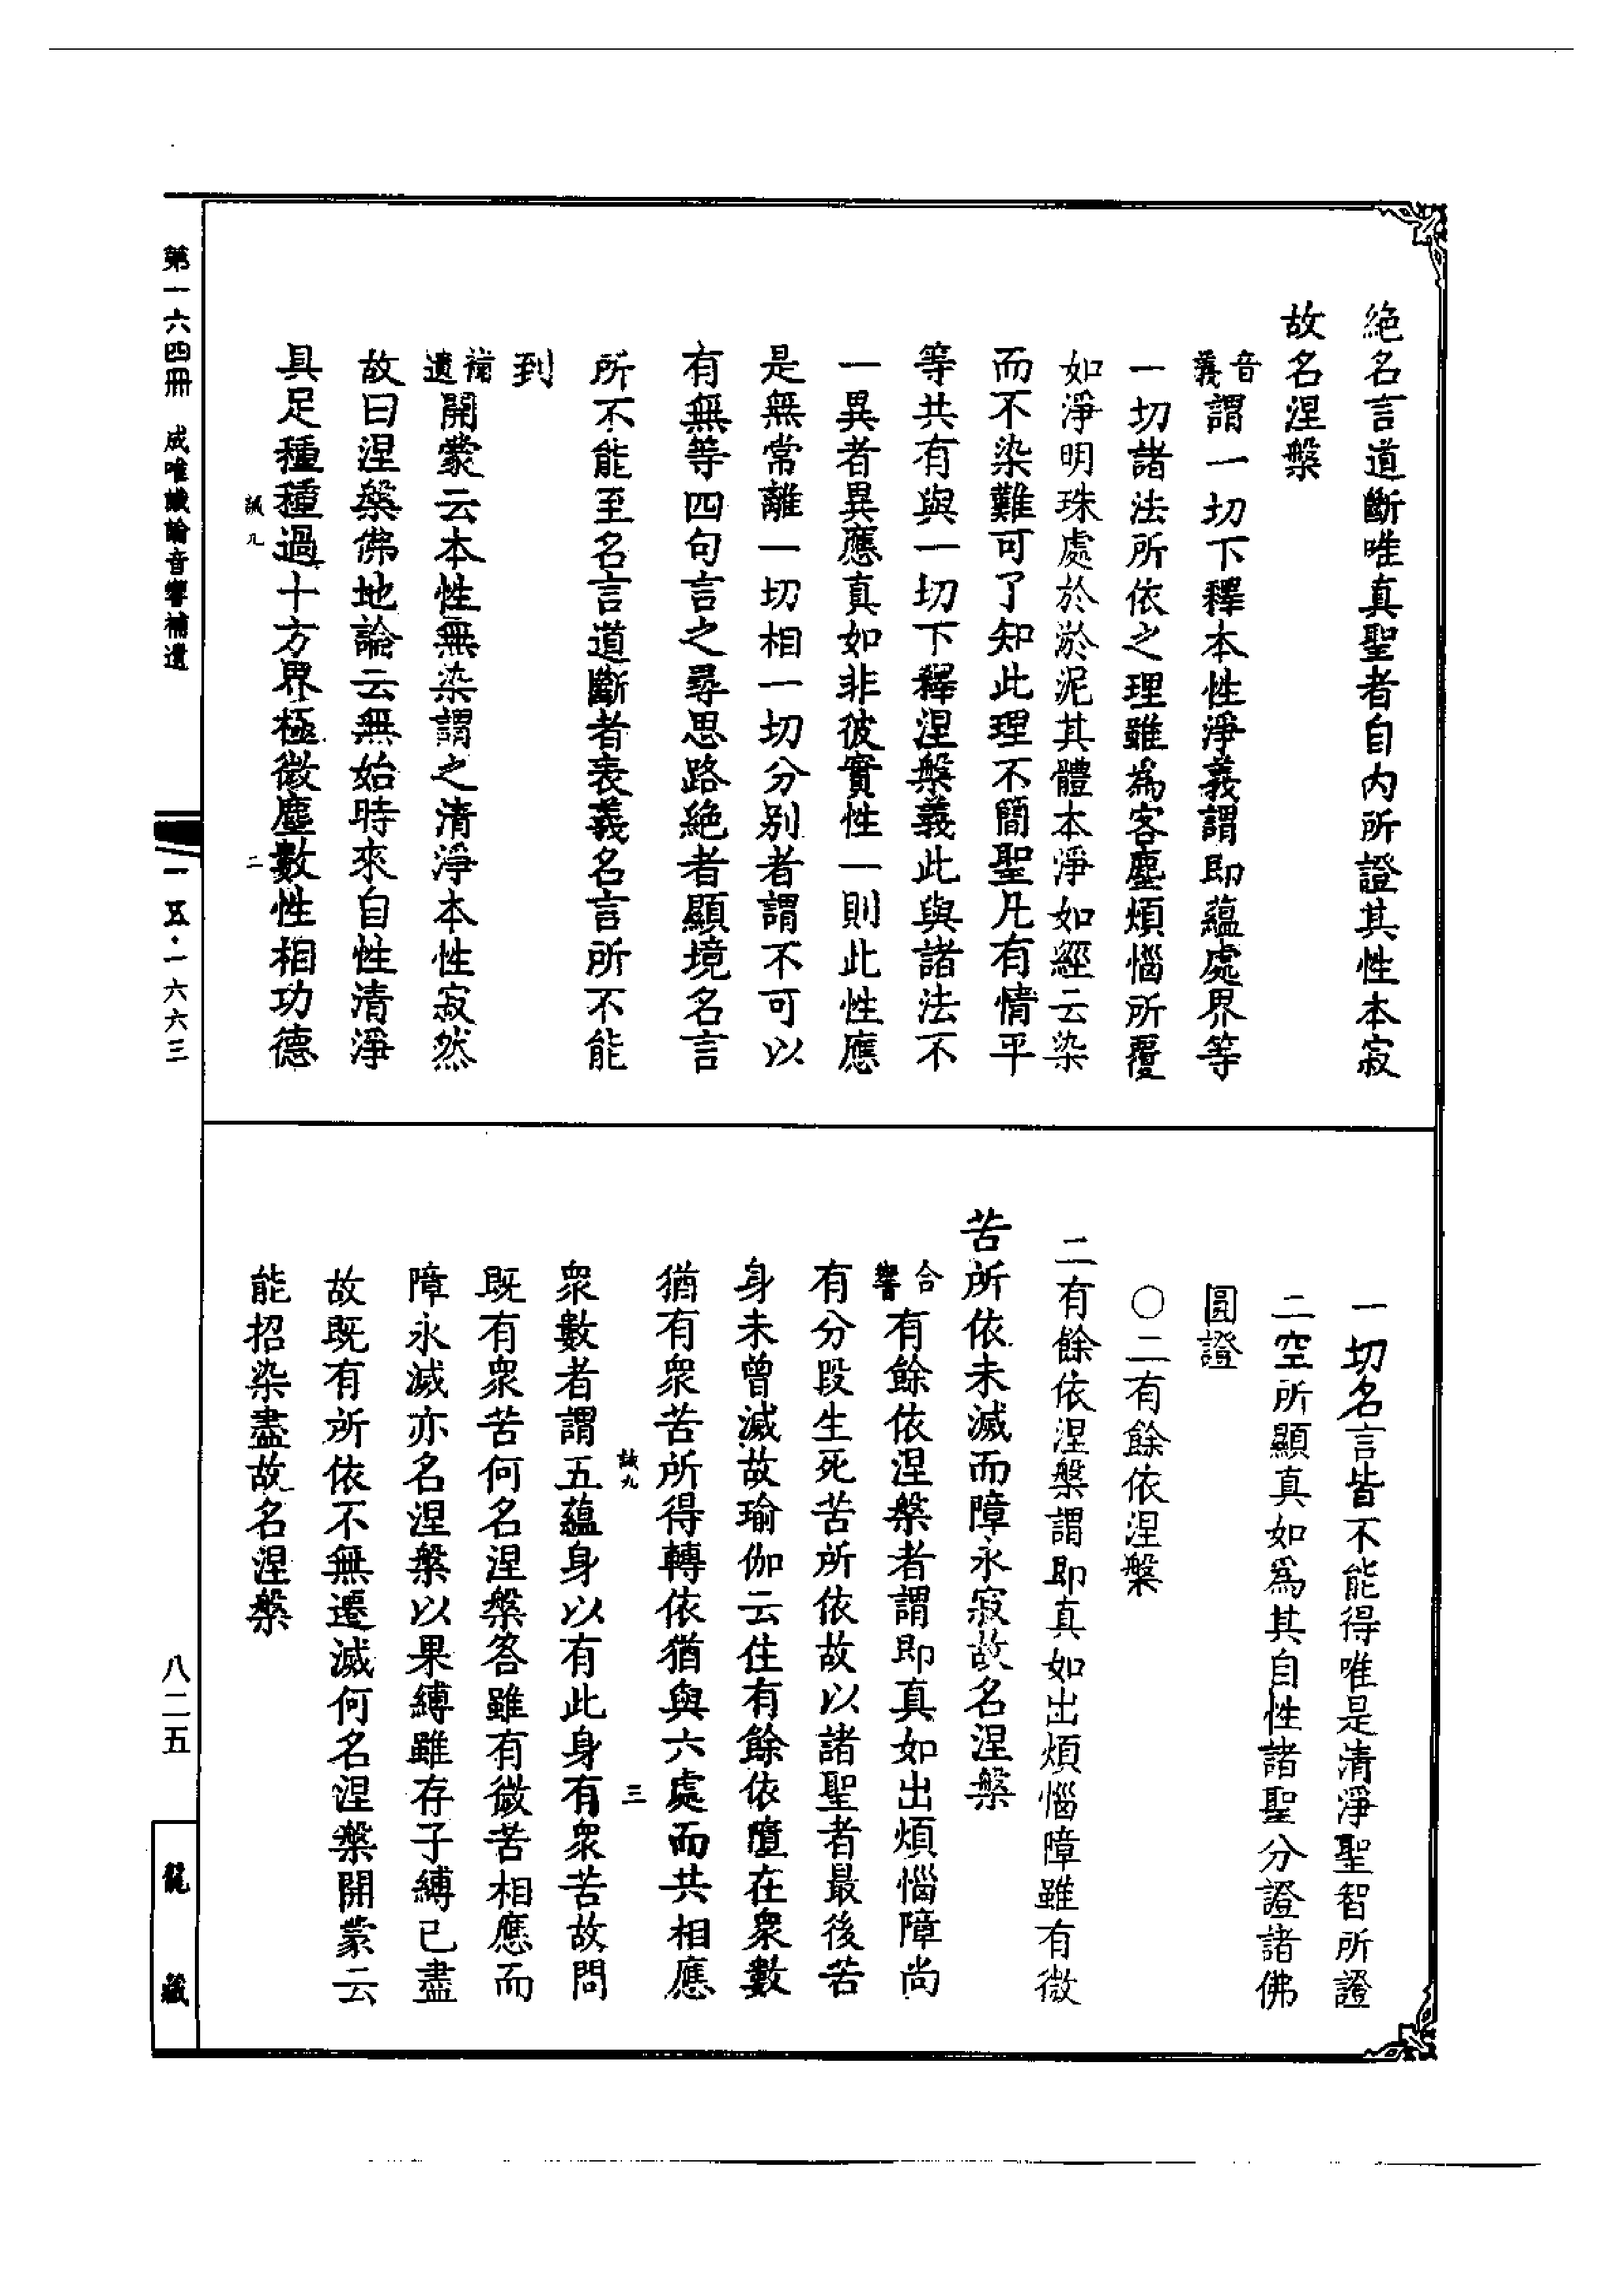 絶名言道斷唯真聖者自内所證其性本寂
故名涅槃
音義謂一切下釋本性淨義謂即蘊處界等
一切諸法所依之理雖爲客塵煩惱所覆
如淨明珠處於淤泥其體本淨如經云染
而不染難可了知此理不簡聖凡有情平
等共有與一切下釋涅槃義此與諸法不
一異者異應真如非彼實性一則此性應
是無常離一切相一切分别者謂不可以
有無等四句言之尋思路絶者顯境名言
所不能至名言道斷者表義名言所不能
到
補遺開蒙云本性無染謂之清淨本性寂然
故曰涅槃佛地論云無始時來自性清淨
具足種種過十方界極微塵數性相功德
誠九
二
一切名言皆不能得唯是清淨聖智所證
二空所顯真如爲其自性諸聖分證諸佛
圓證
〇二有餘依涅槃
二有餘依涅槃謂即真如出煩惱障雖有微
苦所依未滅而障永寂故名涅槃
合響有餘依涅槃者謂即真如出煩惱障尚
有分段生死苦所依故以諸聖者最後苦
身未曾滅故瑜伽云住有餘依墮在衆數
猶有衆苦所得轉依猶與六處而共相應
誠九
三
衆數者謂五蘊身以有此身有衆苦故問
既有衆苦何名涅槃答雖有微苦相應而
障永滅亦名涅槃以果縛雖存子縛已盡
故既有所依不無遷滅何名涅槃開蒙云
能招染盡故名涅槃
第一六四冊 成唯識論音響補遺
一五·一六六三
八二五
龍藏